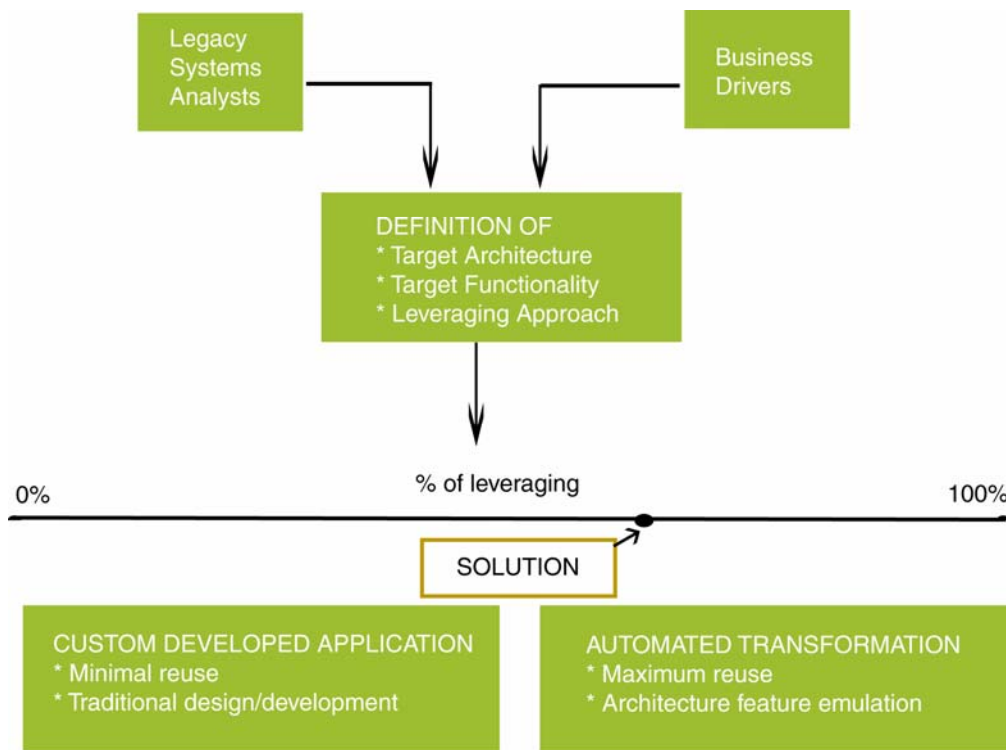 Legacy
Systems
Analysts
Business
Drivers
DEFINITION OF
* Target Architecture
* Target Functionality
* Leveraging Approach
% of leveraging
0%
100%
SOLUTION
CUSTOM DEVELOPED APPLICATION
* Minimal reuse
* Traditional design/development
AUTOMATED TRANSFORMATION
* Maximum reuse
* Architecture feature emulation